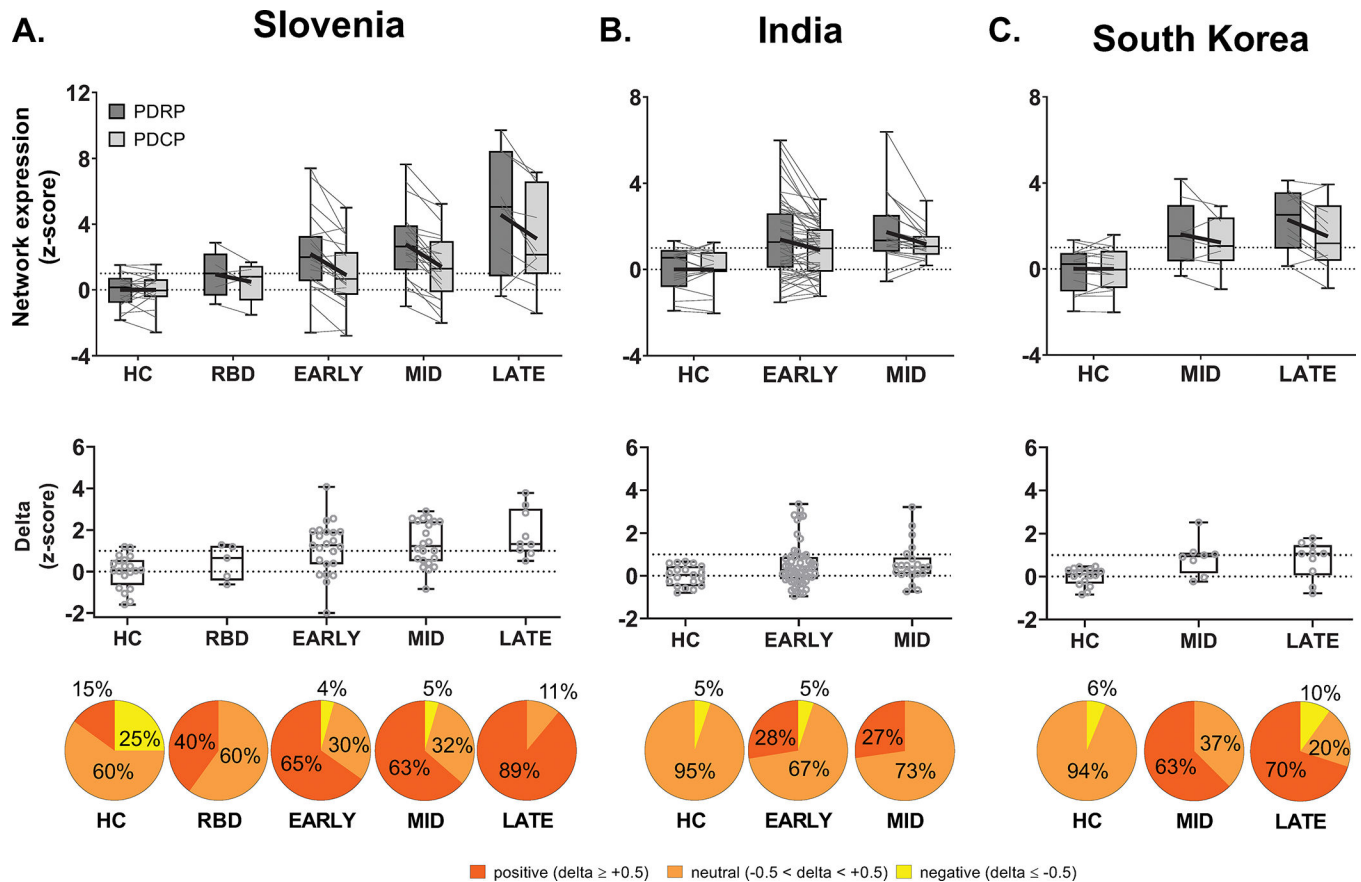 A.
Slovenia
B.
India
C.
South Korea
Network expression
(z-score)
PDRP
PDCP
12
8
4
0
-4
HC
RBD
EARLY
MID
LATE
8
4
0
-4
HC
EARLY
MID
8
4
0
-4
HC
MID
LATE
Delta
(z-score)
6
4
2
0
-2
HC
RBD
EARLY
MID
LATE
6
4
2
0
-2
HC
EARLY
MID
6
4
2
0
-2
HC
MID
LATE
15%
25%
60%
HC
40%
60%
RBD
4%
30%
65%
EARLY
5%
32%
63%
MID
11%
89%
LATE
5%
95%
HC
5%
28%
67%
EARLY
27%
73%
MID
6%
94%
HC
37%
63%
MID
10%
20%
70%
LATE
positive (delta ≥ +0.5)
neutral (-0.5 < delta < +0.5)
negative (delta ≤ -0.5)